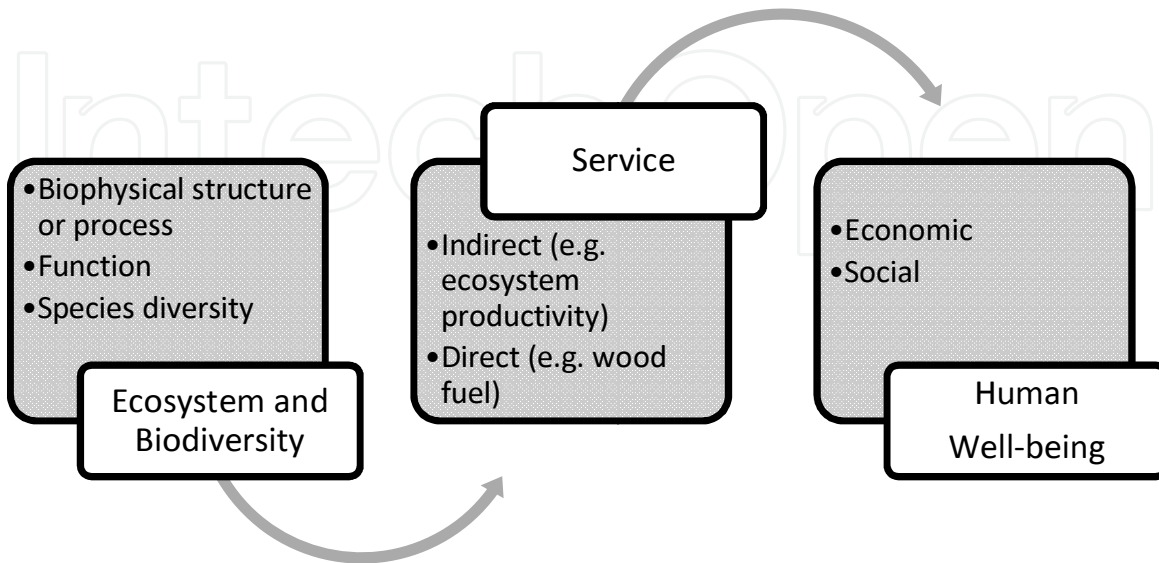 IntechOpen
•Biophysical structure
or process
•Function
•Species diversity
Ecosystem and
Biodiversity
Service
•Indirect (e.g.
ecosystem
productivity)
•Direct (e.g. wood
fuel)
•Economic
•Social
Human
Well-being